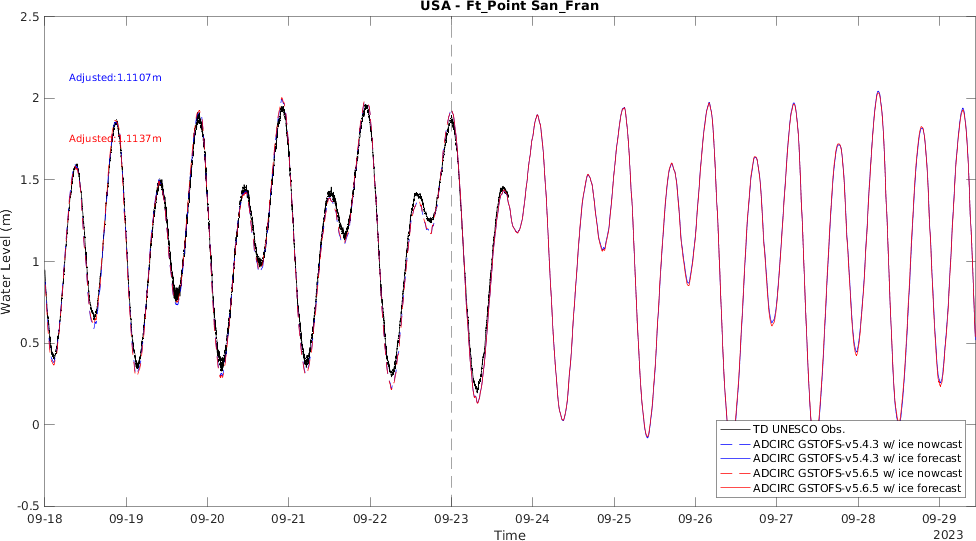 USA - Ft_Point San_Fran
2.5
2
1.5
1
0.5
0
-0.5
Water Level (m)
Adjusted:1.1107m
Adjusted:1.1137m
TD UNESCO Obs.
ADCIRC GSTOFS-v5.4.3 w/ ice nowcast
ADCIRC GSTOFS-v5.4.3 w/ ice forecast
ADCIRC GSTOFS-v5.6.5 w/ ice nowcast
ADCIRC GSTOFS-v5.6.5 w/ ice forecast
09-18 09-19 09-20 09-21 09-22 09-23 09-24 09-25 09-26 09-27 09-28 09-29
Time
2023